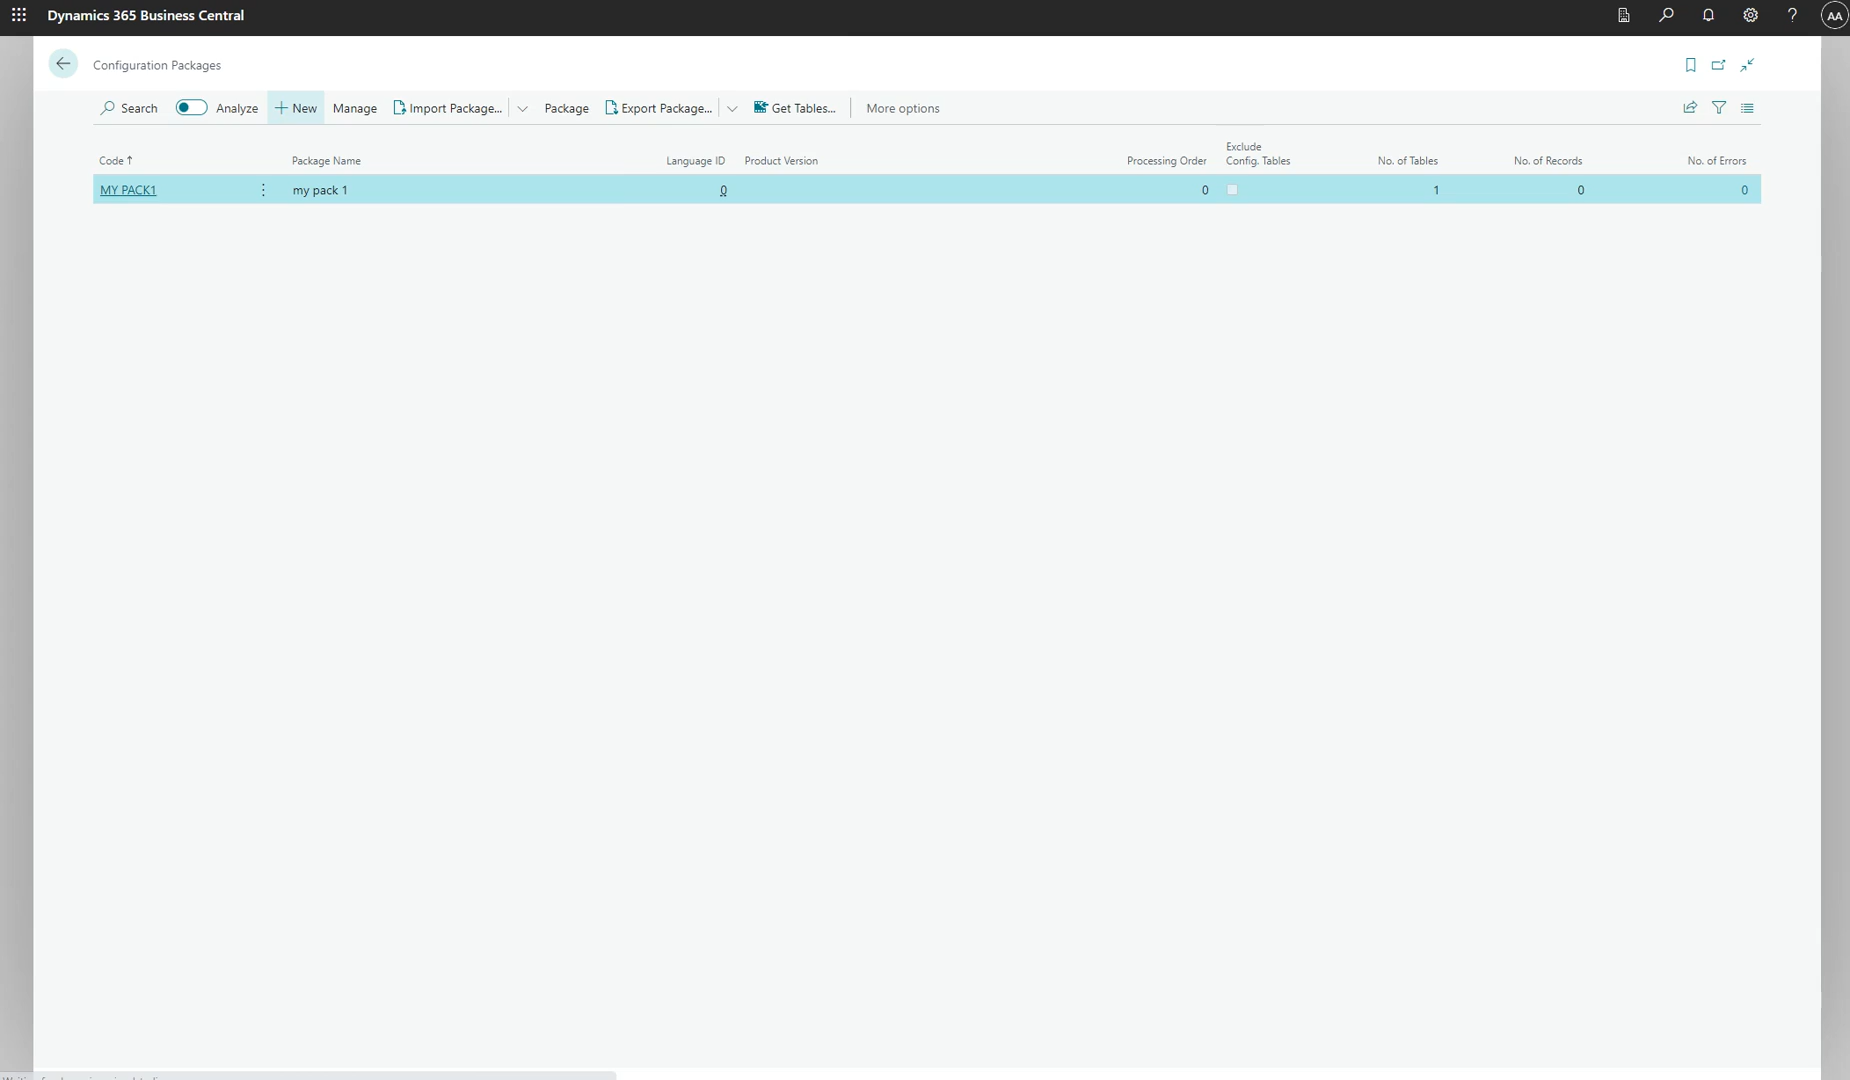 Dynamics 365 Business Central
AA
Configuration Packages
Search Analyze New Manage Import Package... Package Export Package... Get Tables... More options
Code↑ Package Name Language ID Product Version Processing Order Exclude Config. Tables No. of Tables No. of Records No. of Errors
MY PACK1 my pack 1 0 0 1 0 0